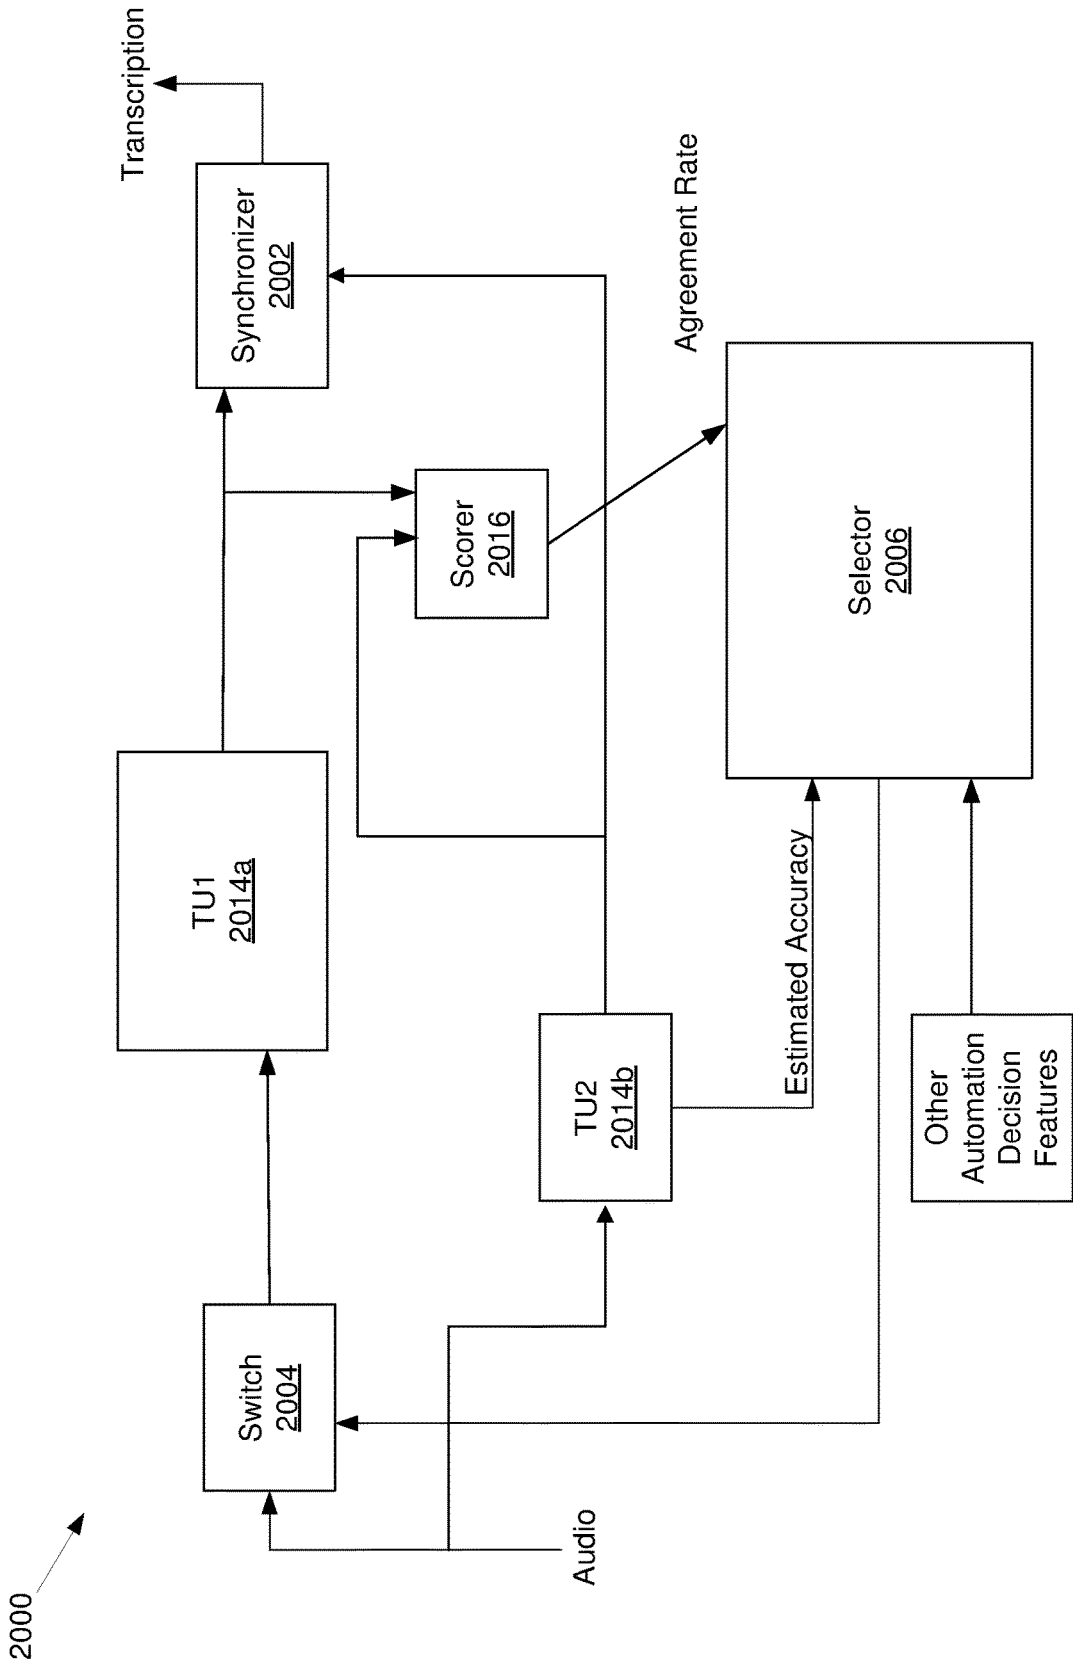 2000
Audio
Switch
2004
TU1
2014a
TU2
2014b
Estimated Accuracy
Other
Automation
Decision
Features
Scorer
2016
Synchronizer
2002
Transcription
Agreement Rate
Selector
2006